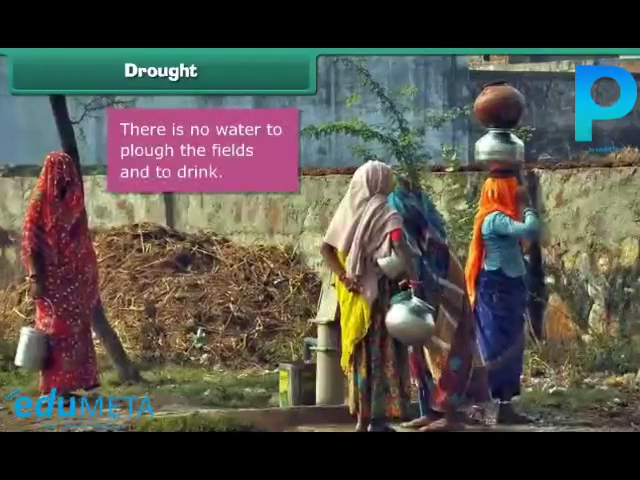 Drought
There is no water to
plough the fields
and to drink.
P
eduMETA